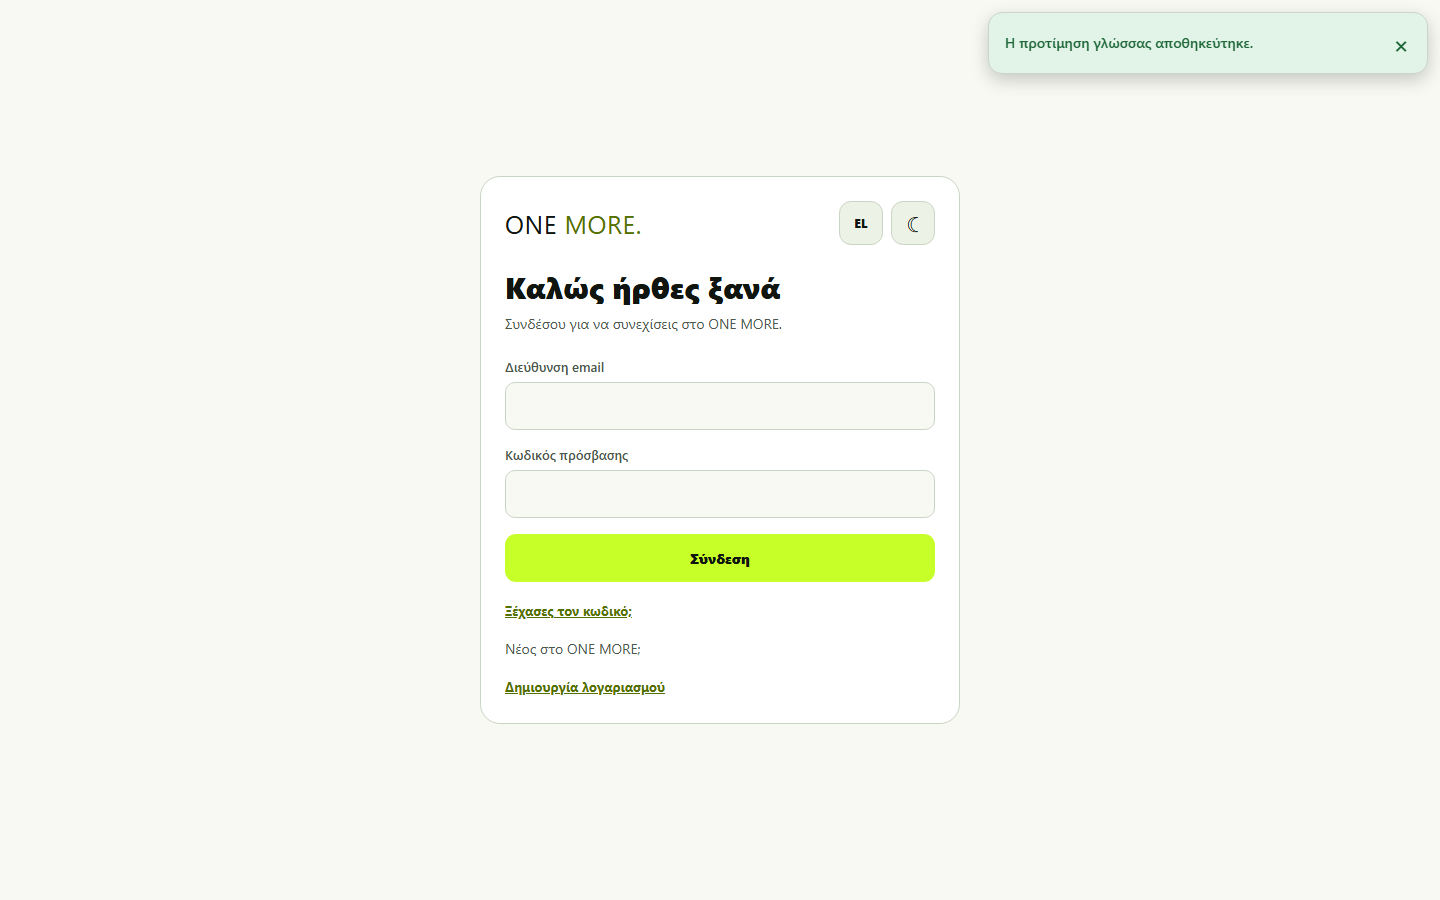 Η προτίμηση γλώσσας αποθηκεύτηκε.
ONE MORE.
EL
Καλώς ήρθες ξανά
Συνδέσου για να συνεχίσεις στο ONE MORE.
Διεύθυνση email
Κωδικός πρόσβασης
Σύνδεση
Ξέχασες τον κωδικό;
Νέος στο ONE MORE;
Δημιουργία λογαριασμού